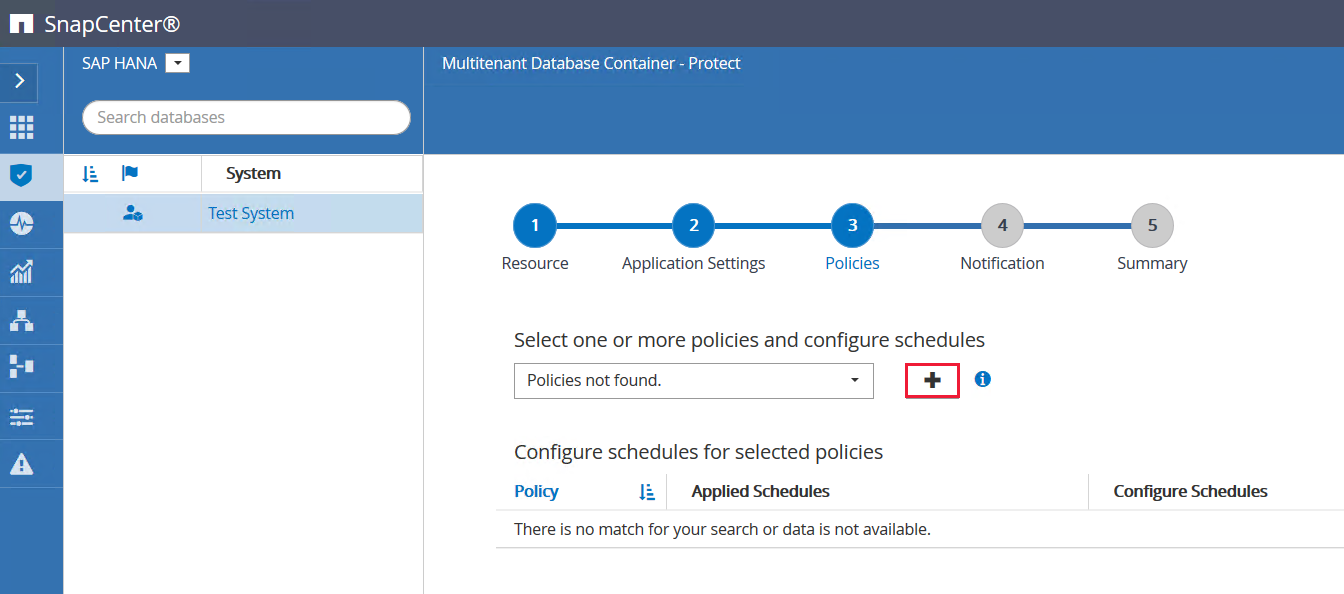 SnapCenter®
SAP HANA
Multitenant Database Container - Protect
Search databases
System
Test System
1 2 3 4 5
Resource Application Settings Policies Notification Summary
Select one or more policies and configure schedules
Policies not found.
Configure schedules for selected policies
Policy Applied Schedules Configure Schedules
There is no match for your search or data is not available.